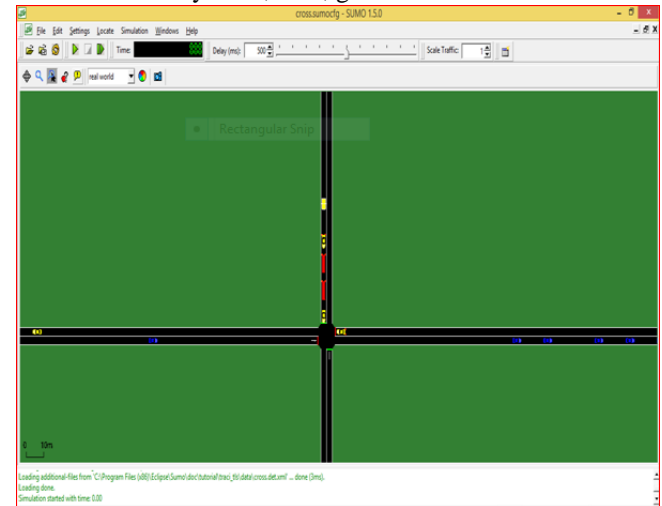 cross.sumocfg - SUMO 1.5.0
File Edit Settings Locate Simulation Windows Help
Time: Delay (ms): 500 Scale Traffic: 1
real world
Rectangular Snip
0 10m
Loading additional-files from 'C:\Program Files (x86)\Eclipse\Sumo\doc\tutorial\traci_tls\data\cross.det.xml' ... done (3ms).
Loading done.
Simulation started with time: 0.00